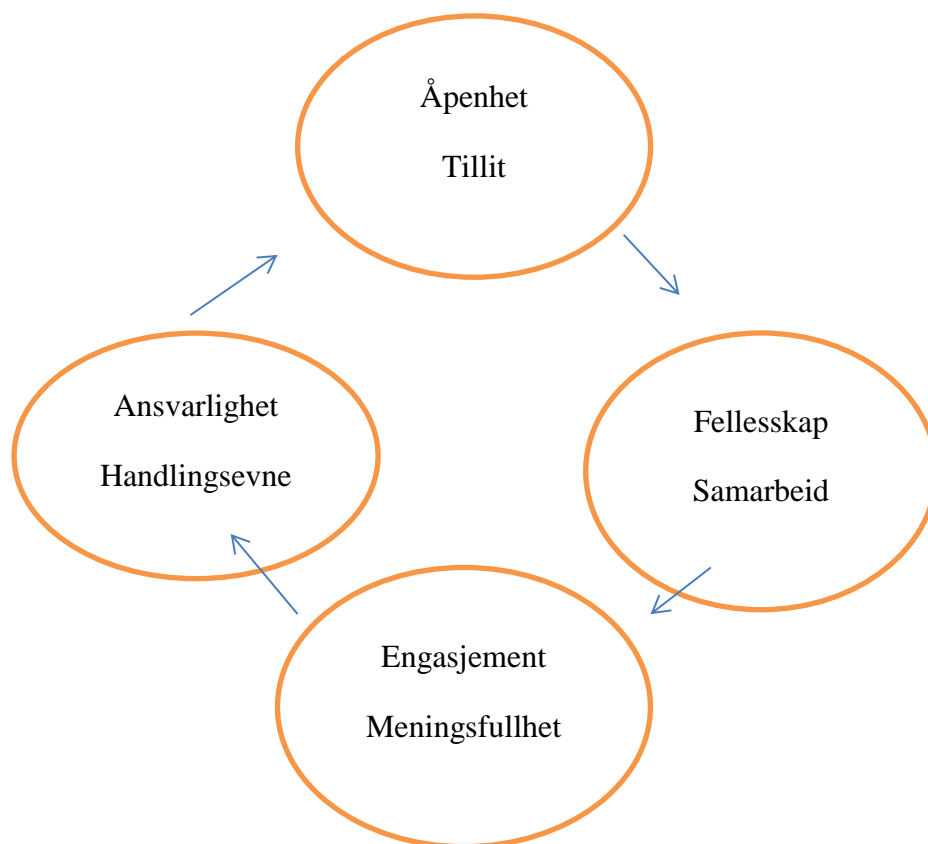 Åpenhet
Tillit
Ansvarlighet
Handlingsevne
Fellesskap
Samarbeid
Engasjement
Meningsfullhet